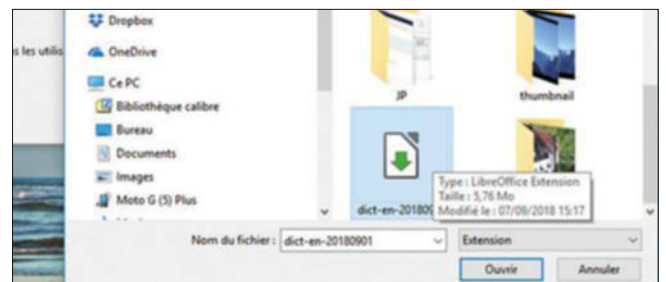 s les utilis
Dropbox
OneDrive
Ce PC
Bibliothèque calibre
Bureau
Documents
Images
Moto G (5) Plus
JP
thumbnail
dict-en-201809
Type : LibreOffice Extension
Taille : 5,76 Mo
Modifié le : 07/09/2018 15:17
Nom du fichier : dict-en-20180901
Extension
Ouvrir
Annuler